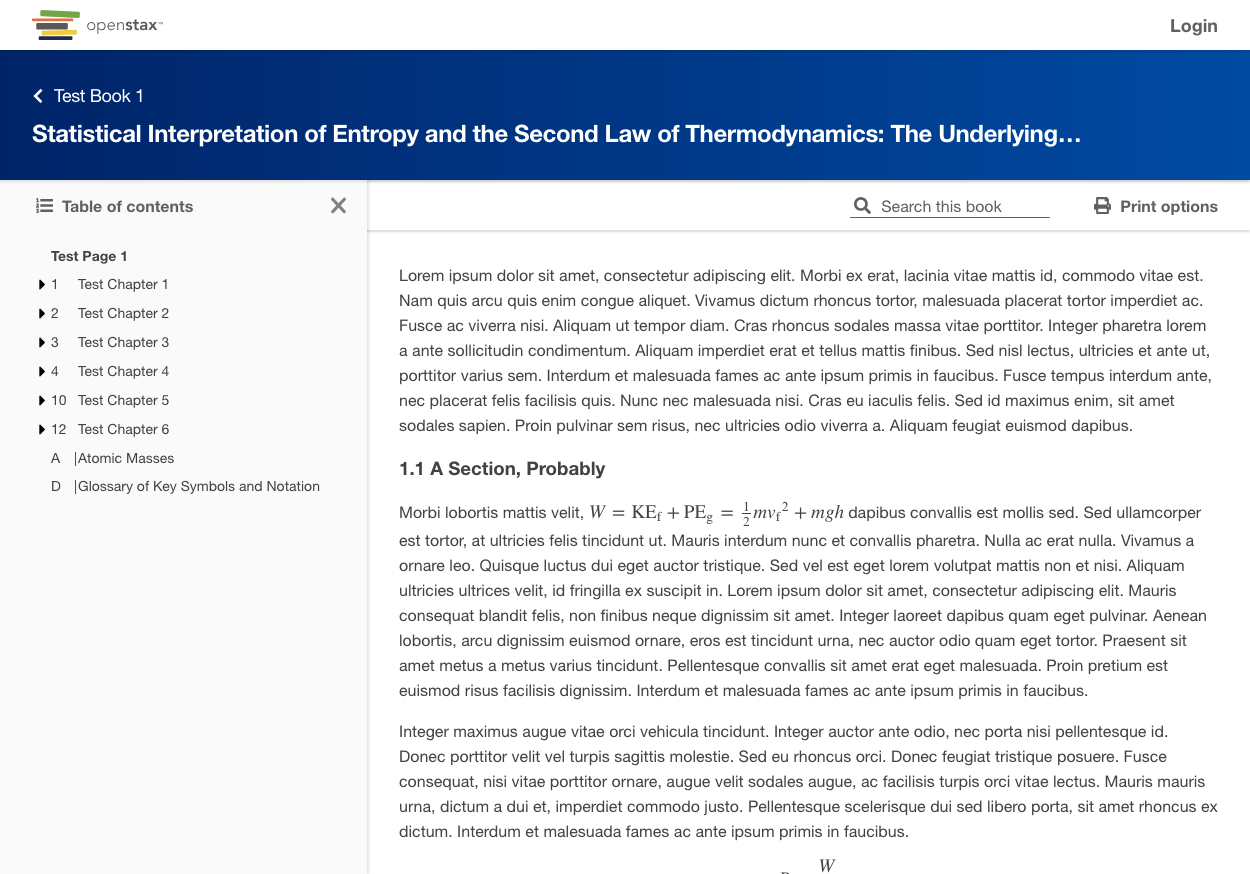 openstax™
Login
Test Book 1
Statistical Interpretation of Entropy and the Second Law of Thermodynamics: The Underlying…
Table of contents
Search this book
Print options
Test Page 1
1 Test Chapter 1
2 Test Chapter 2
3 Test Chapter 3
4 Test Chapter 4
10 Test Chapter 5
12 Test Chapter 6
A |Atomic Masses
D |Glossary of Key Symbols and Notation
Lorem ipsum dolor sit amet, consectetur adipiscing elit. Morbi ex erat, lacinia vitae mattis id, commodo vitae est.
Nam quis arcu quis enim congue aliquet. Vivamus dictum rhoncus tortor, malesuada placerat tortor imperdiet ac.
Fusce ac viverra nisi. Aliquam ut tempor diam. Cras rhoncus sodales massa vitae porttitor. Integer pharetra lorem
a ante sollicitudin condimentum. Aliquam imperdiet erat et tellus mattis finibus. Sed nisl lectus, ultricies et ante ut,
porttitor varius sem. Interdum et malesuada fames ac ante ipsum primis in faucibus. Fusce tempus interdum ante,
nec placerat felis facilisis quis. Nunc nec malesuada nisi. Cras eu iaculis felis. Sed id maximus enim, sit amet
sodales sapien. Proin pulvinar sem risus, nec ultricies odio viverra a. Aliquam feugiat euismod dapibus.
1.1 A Section, Probably
Morbi lobortis mattis velit, W = KE_f + PE_g = 1/2 mv_f² + mgh dapibus convallis est mollis sed. Sed ullamcorper
est tortor, at ultricies felis tincidunt ut. Mauris interdum nunc et convallis pharetra. Nulla ac erat nulla. Vivamus a
ornare leo. Quisque luctus dui eget auctor tristique. Sed vel est eget lorem volutpat mattis non et nisi. Aliquam
ultricies ultrices velit, id fringilla ex suscipit in. Lorem ipsum dolor sit amet, consectetur adipiscing elit. Mauris
consequat blandit felis, non finibus neque dignissim sit amet. Integer laoreet dapibus quam eget pulvinar. Aenean
lobortis, arcu dignissim euismod ornare, eros est tincidunt urna, nec auctor odio quam eget tortor. Praesent sit
amet metus a metus varius tincidunt. Pellentesque convallis sit amet erat eget malesuada. Proin pretium est
euismod risus facilisis dignissim. Interdum et malesuada fames ac ante ipsum primis in faucibus.
Integer maximus augue vitae orci vehicula tincidunt. Integer auctor ante odio, nec porta nisi pellentesque id.
Donec porttitor velit vel turpis sagittis molestie. Sed eu rhoncus orci. Donec feugiat tristique posuere. Fusce
consequat, nisi vitae porttitor ornare, augue velit sodales augue, ac facilisis turpis orci vitae lectus. Mauris mauris
urna, dictum a dui et, imperdiet commodo justo. Pellentesque scelerisque dui sed libero porta, sit amet rhoncus ex
dictum. Interdum et malesuada fames ac ante ipsum primis in faucibus.
W